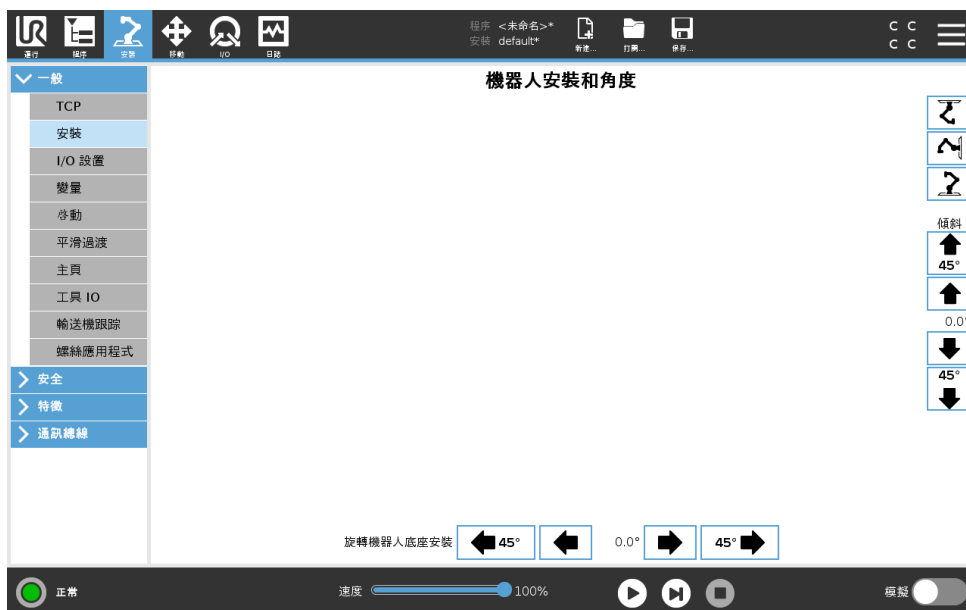 程序 <未命名>*
安裝 default*
運行 程序 安裝 移動 I/O 日誌
新建... 打開... 保存...
C C
C C
一般
TCP
安裝
I/O 設置
變量
啓動
平滑過渡
主頁
工具 IO
輸送機跟踪
螺絲應用程式
安全
特徵
通訊總線
機器人安裝和角度
傾斜
45°
0.0°
45°
旋轉機器人底座安裝 45° 0.0° 45°
正常
速度 100%
模擬